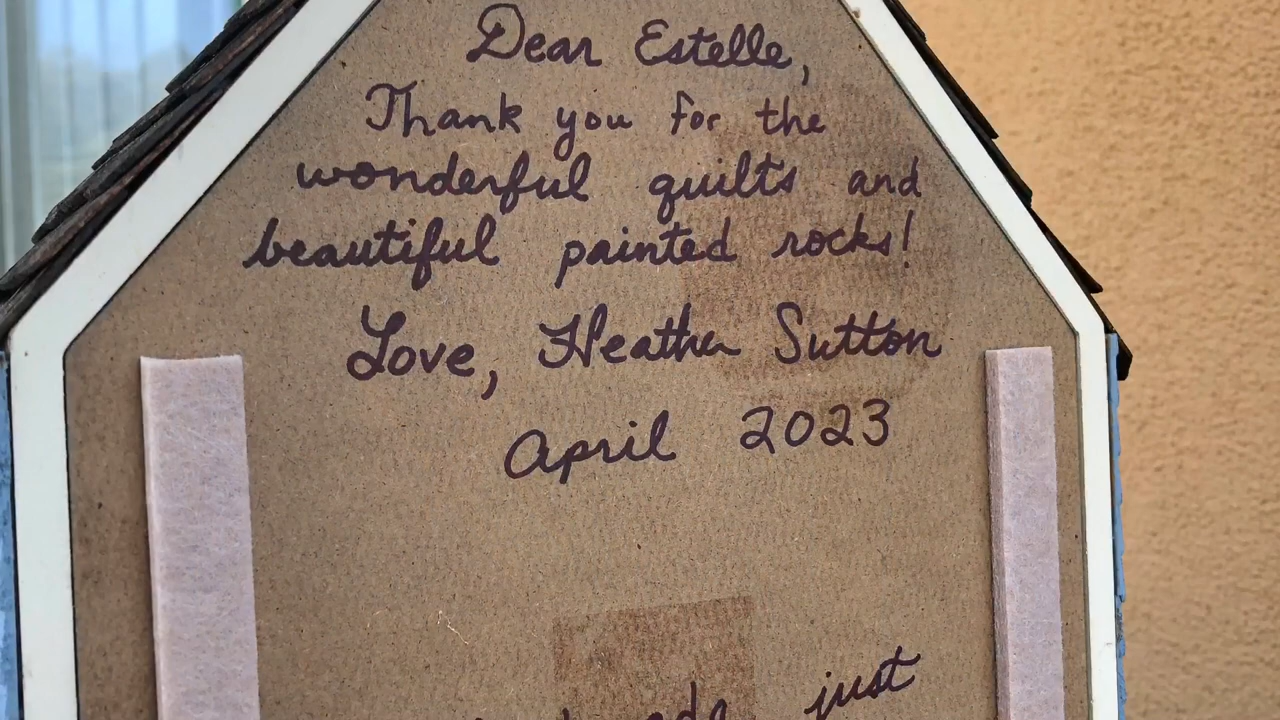 Dear Estelle,
Thank you for the
wonderful quilts and
beautiful painted rocks!
Love, Heather Sutton
April 2023
just